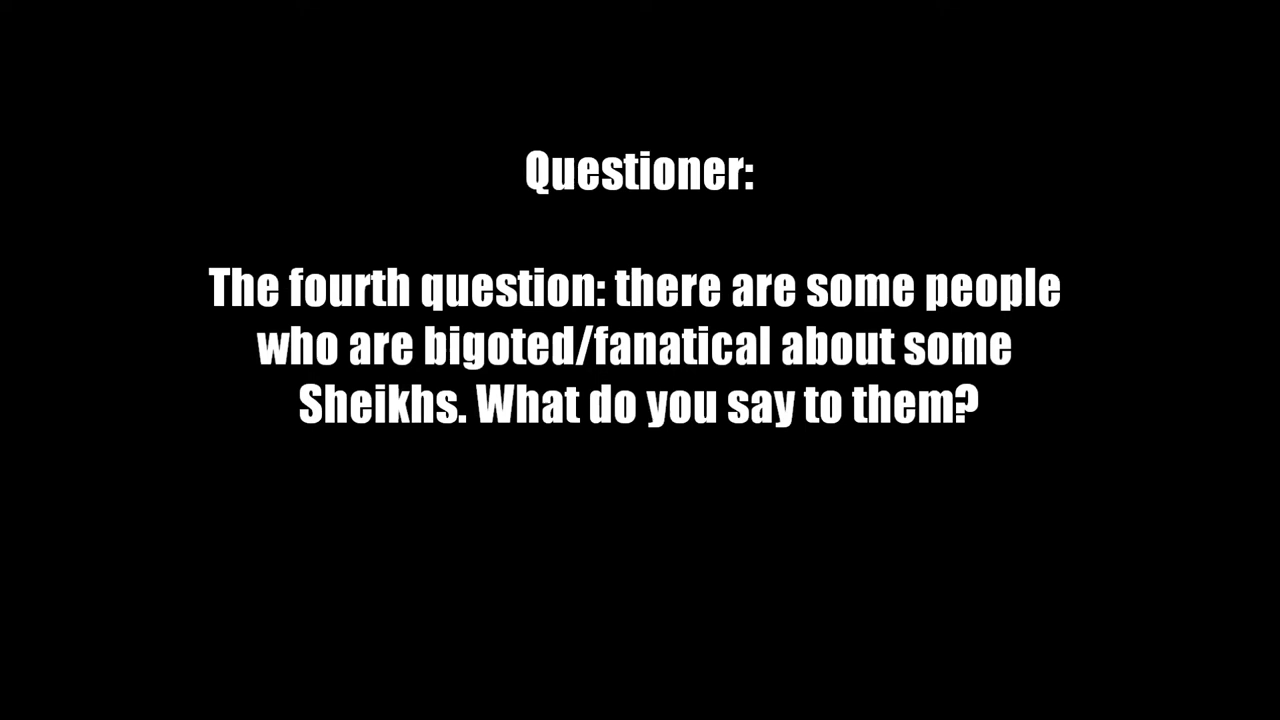 Questioner:
The fourth question: there are some people
who are bigoted/fanatical about some
Sheikhs. What do you say to them?